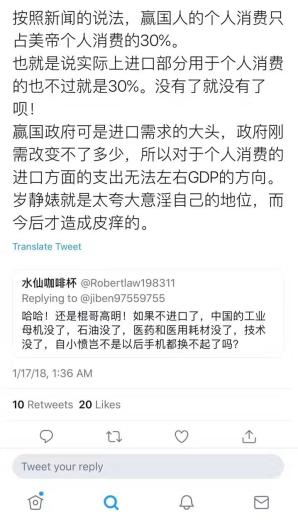 按照新闻的说法，赢国人的个人消费只
占美帝个人消费的30%。
也就是说实际上进口部分用于个人消费
的也不过就是30%。没有了就没有了
呗！
赢国政府可是进口需求的大头，政府刚
需改变不了多少，所以对于个人消费的
进口方面的支出无法左右GDP的方向。
岁静婊就是太夸大意淫自己的地位，而
今后才造成皮痒的。
Translate Tweet
水仙咖啡杯 @Robertlaw198311
Replying to @jiben97559755
哈哈！还是棍哥高明！如果不进口了，中国的工业
母机没了，石油没了，医药和医用耗材没了，技术
没了，自小愤岂不是以后手机都换不起了吗？
1/17/18, 1:36 AM
10 Retweets 20 Likes
Tweet your reply